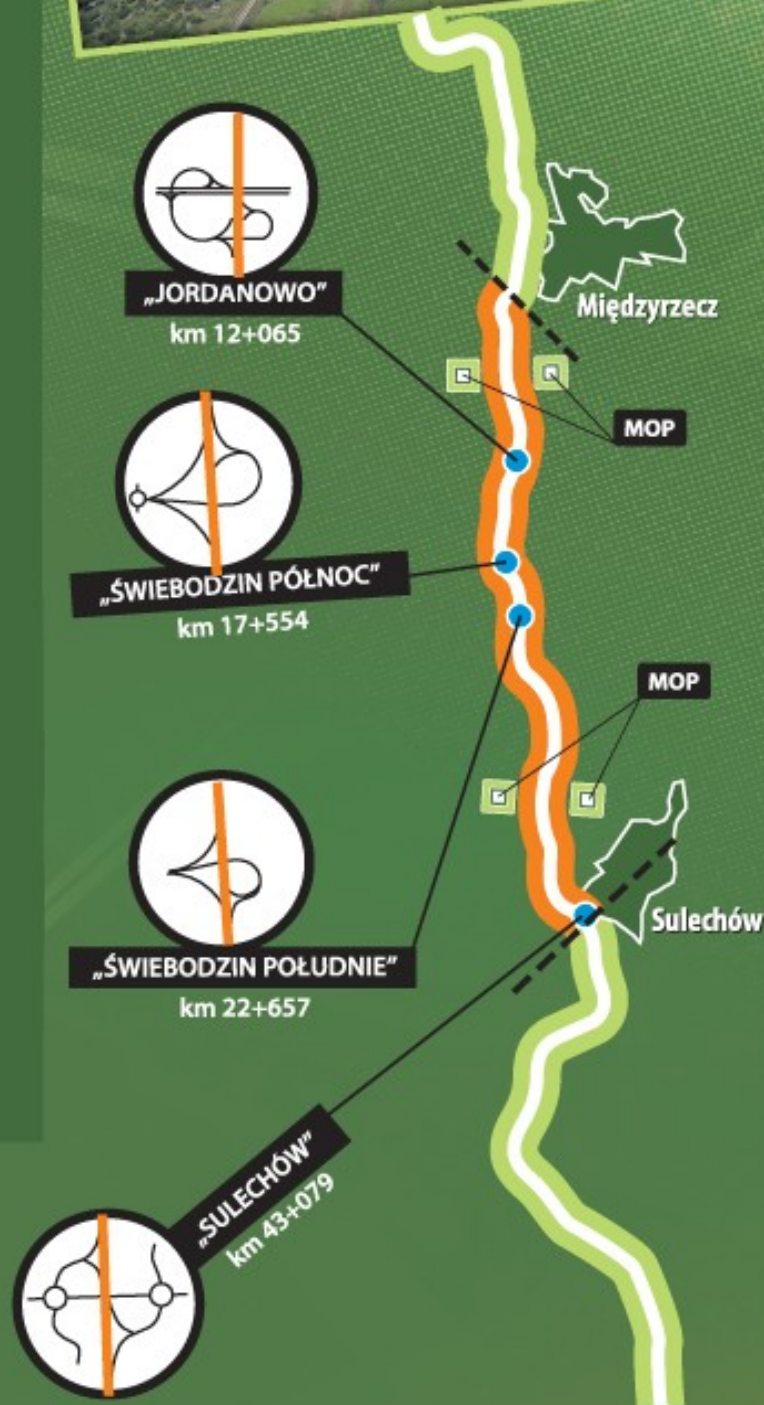 „JORDANOWO”
km 12+065
Międzyrzecz
MOP
„ŚWIEBODZIN PÓŁNOC”
km 17+554
MOP
Sulechów
„ŚWIEBODZIN POŁUDNIE”
km 22+657
„SULECHÓW”
km 43+079